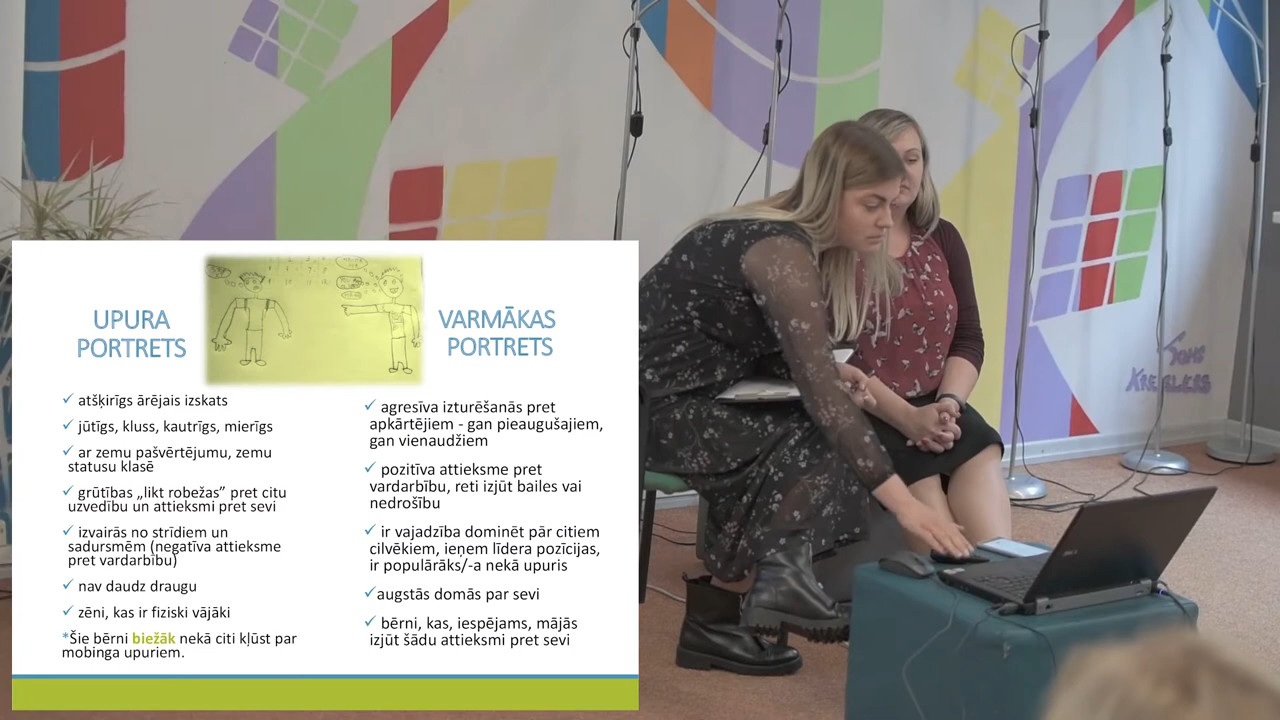 UPURA
PORTRETS
atšķirīgs ārējais izskats
jūtīgs, kluss, kautrīgs, mierīgs
ar zemu pašvērtējumu, zemu
statusu klasē
grūtības „likt robežas” pret citu
uzvedību un attieksmi pret sevi
izvairās no strīdiem un
sadursmēm (negatīva attieksme
pret vardarbību)
nav daudz draugu
zēni, kas ir fiziski vājāki
*Šie bērni biežāk nekā citi kļūst par
mobinga upuriem.
VARMĀKAS
PORTRETS
agresīva izturēšanās pret
apkārtējiem - gan pieaugušajiem,
gan vienaudžiem
pozitīva attieksme pret
vardarbību, reti izjūt bailes vai
nedrošību
ir vajadzība dominēt pār citiem
cilvēkiem, ieņem līdera pozīcijas,
ir populārāks/-a nekā upuris
augstās domās par sevi
bērni, kas, iespējams, mājās
izjūt šādu attieksmi pret sevi